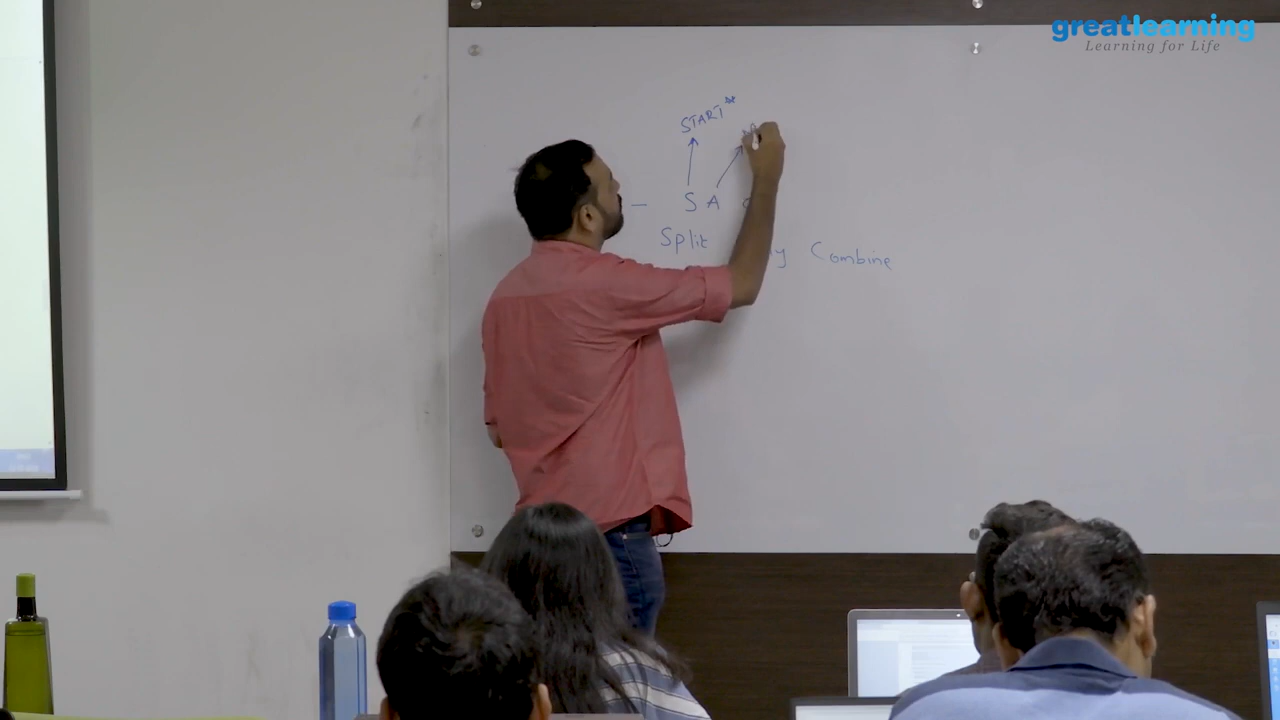 greatlearning
Learning for Life
START**
— S A
Split Combine